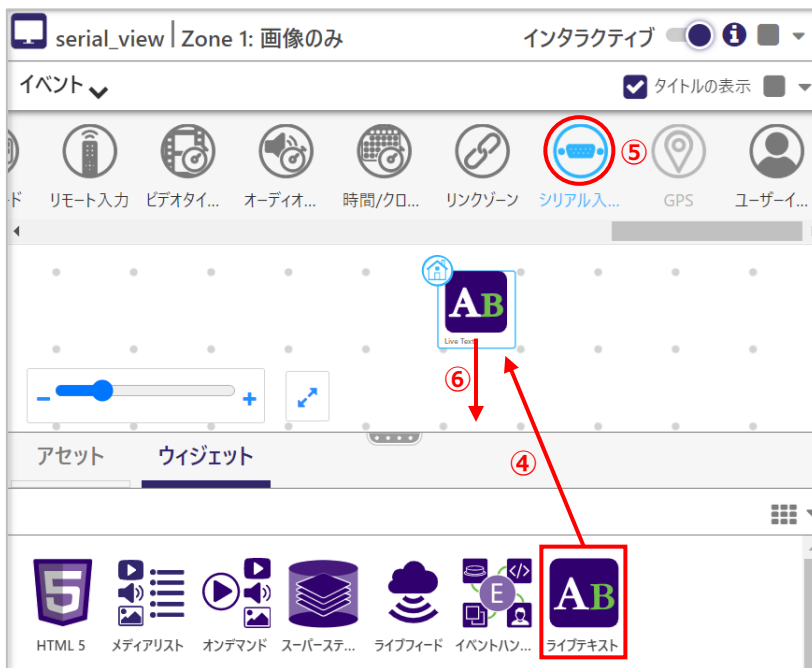 serial_view Zone 1: 画像のみ インタラクティブ
イベント タイトルの表示
ド リモート入力 ビデオタイ... オーディオ... 時間/クロ... リンクゾーン シリアル入... ⑤ GPS ユーザーイ...
AB
Live Text
⑥
④
アセット ウィジェット
5 E AB
HTML 5 メディアリスト オンデマンド スーパーステ... ライブフィード イベントハン... ライブテキスト